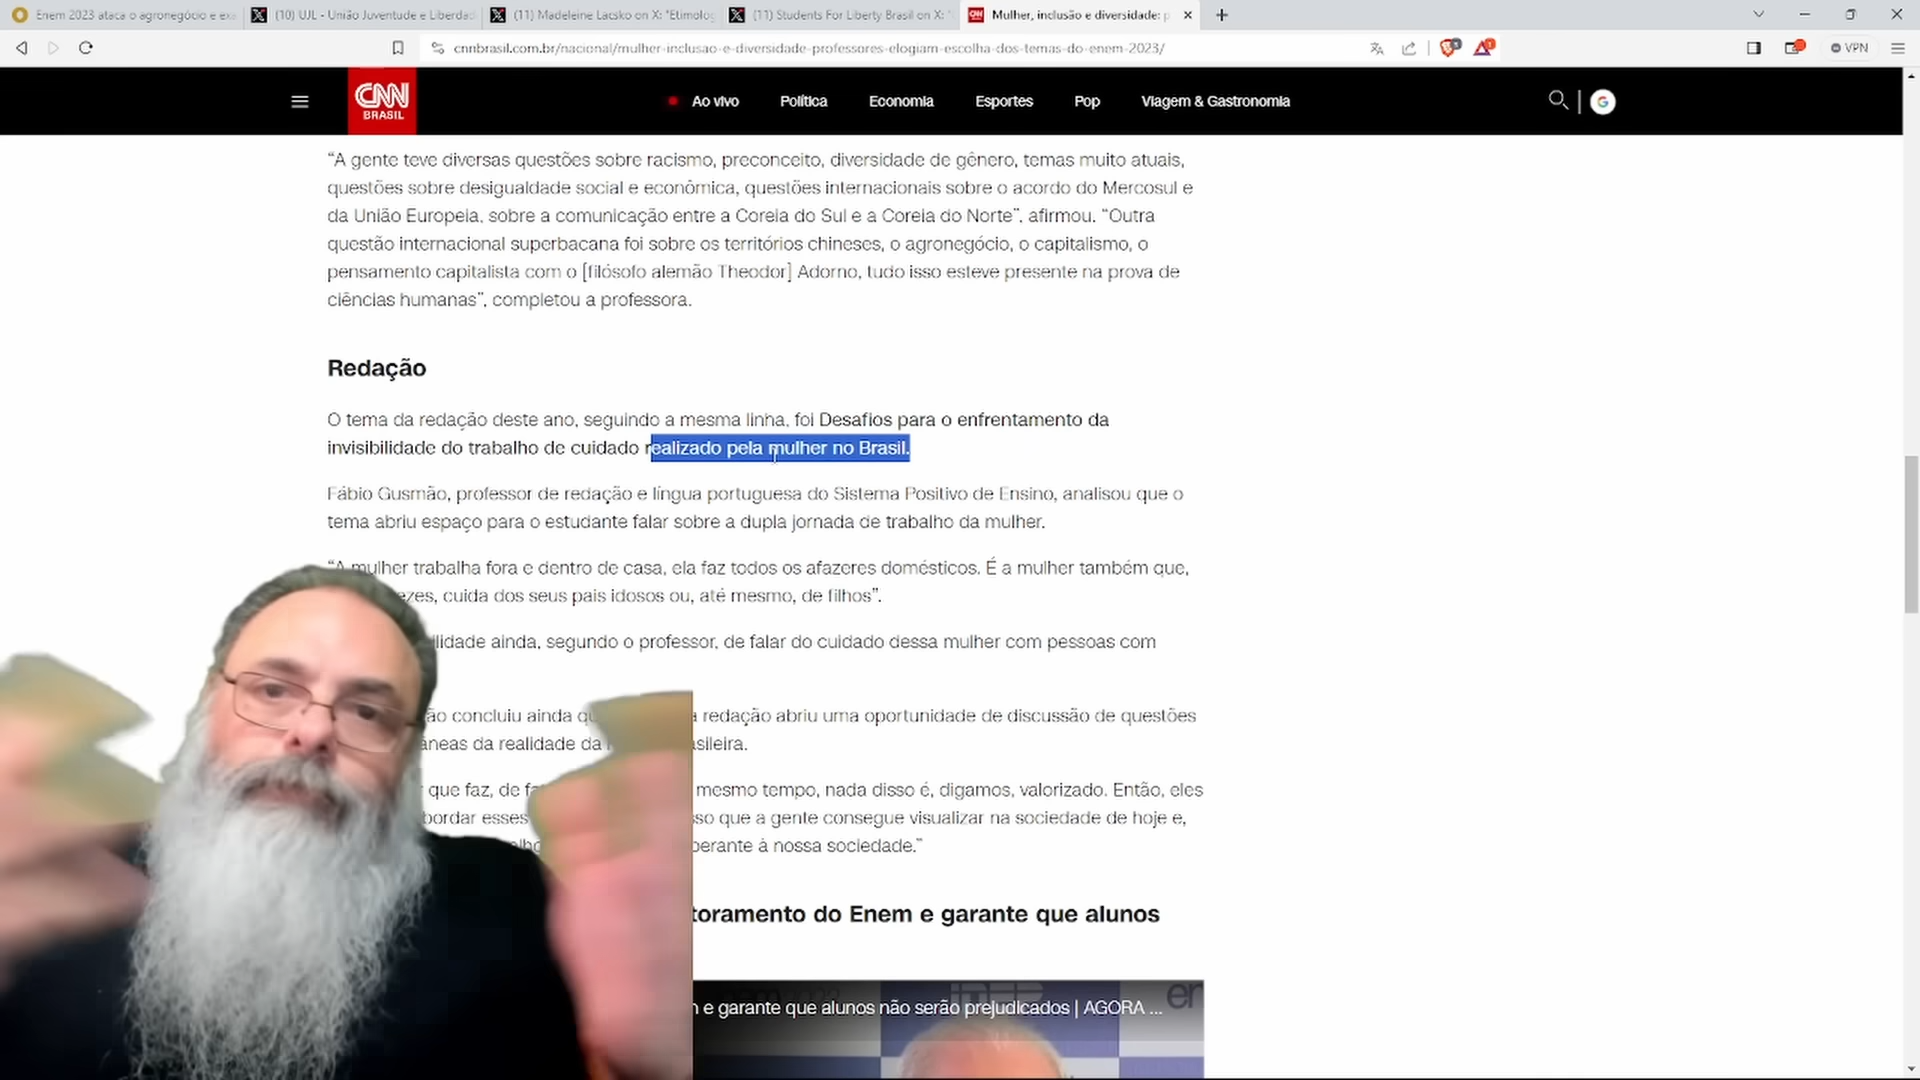 Enem 2023 ataca o agronegócio e exa
(10) UJL - União Juventude e Liberdad
(11) Madeleine Lacsko on X: "Etimolog
(11) Students For Liberty Brasil on X: "
Mulher, inclusão e diversidade: p
cnnbrasil.com.br/nacional/mulher-inclusao-e-diversidade-professores-elogiam-escolha-dos-temas-do-enem-2023/
VPN
CNN
BRASIL
Ao vivo
Política
Economia
Esportes
Pop
Viagem & Gastronomia
“A gente teve diversas questões sobre racismo, preconceito, diversidade de gênero, temas muito atuais,
questões sobre desigualdade social e econômica, questões internacionais sobre o acordo do Mercosul e
da União Europeia, sobre a comunicação entre a Coreia do Sul e a Coreia do Norte”, afirmou. “Outra
questão internacional superbacana foi sobre os territórios chineses, o agronegócio, o capitalismo, o
pensamento capitalista com o [filósofo alemão Theodor] Adorno, tudo isso esteve presente na prova de
ciências humanas”, completou a professora.
Redação
O tema da redação deste ano, seguindo a mesma linha, foi Desafios para o enfrentamento da
invisibilidade do trabalho de cuidado realizado pela mulher no Brasil.
Fábio Gusmão, professor de redação e língua portuguesa do Sistema Positivo de Ensino, analisou que o
tema abriu espaço para o estudante falar sobre a dupla jornada de trabalho da mulher.
“A mulher trabalha fora e dentro de casa, ela faz todos os afazeres domésticos. É a mulher também que,
ezes, cuida dos seus pais idosos ou, até mesmo, de filhos”.
ilidade ainda, segundo o professor, de falar do cuidado dessa mulher com pessoas com
ão concluiu ainda qu a redação abriu uma oportunidade de discussão de questões
âneas da realidade da sileira.
que faz, de fa mesmo tempo, nada disso é, digamos, valorizado. Então, eles
bordar esses sso que a gente consegue visualizar na sociedade de hoje e,
perante à nossa sociedade.”
toramento do Enem e garante que alunos
e garante que alunos não serão prejudicados | AGORA ...
inep
en